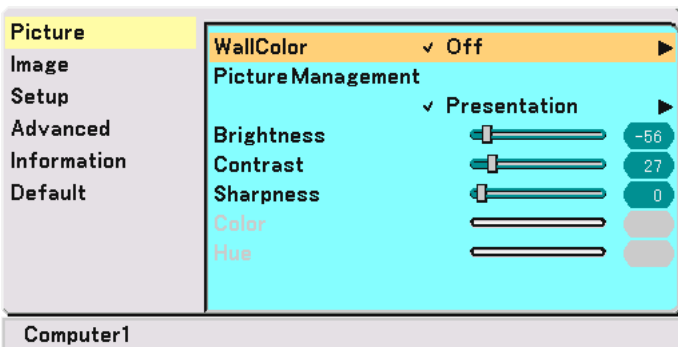 Picture
Image
Setup
Advanced
Information
Default
WallColor ✓ Off
Picture Management
✓ Presentation
Brightness -56
Contrast 27
Sharpness 0
Color
Hue
Computer1